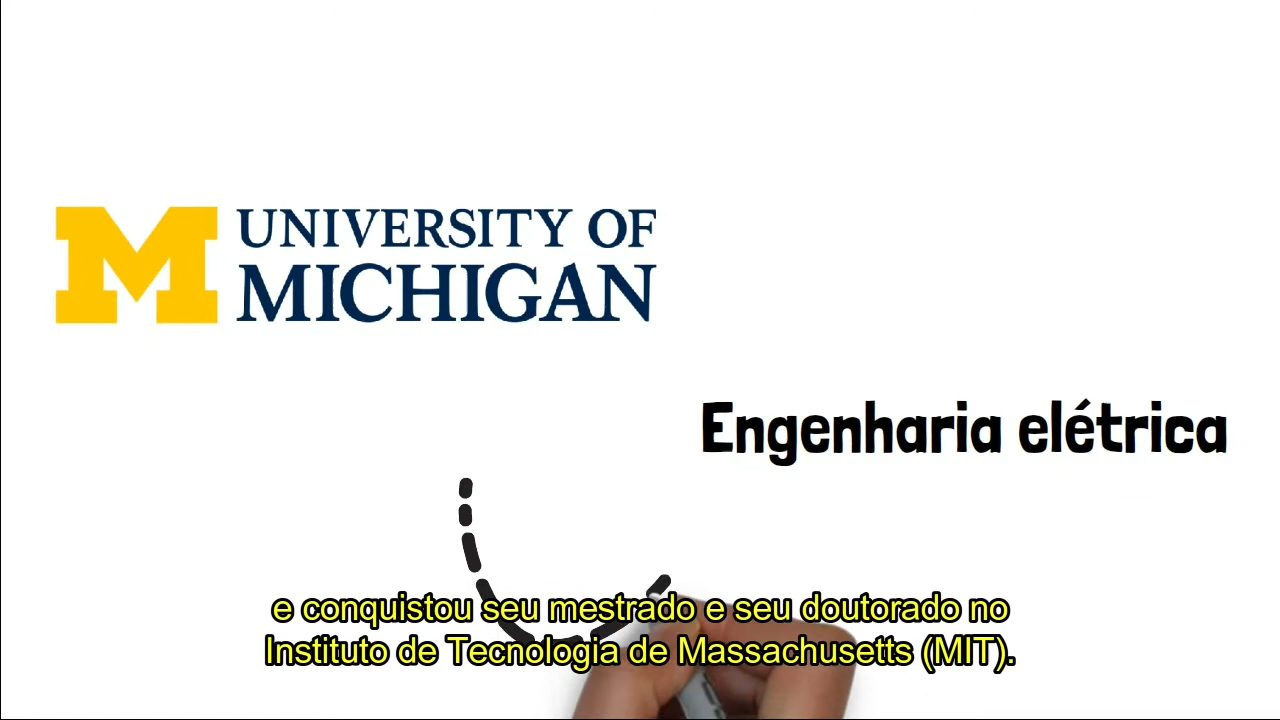 M
UNIVERSITY OF
MICHIGAN
Engenharia elétrica
e conquistou seu mestrado e seu doutorado no
Instituto de Tecnologia de Massachusetts (MIT).